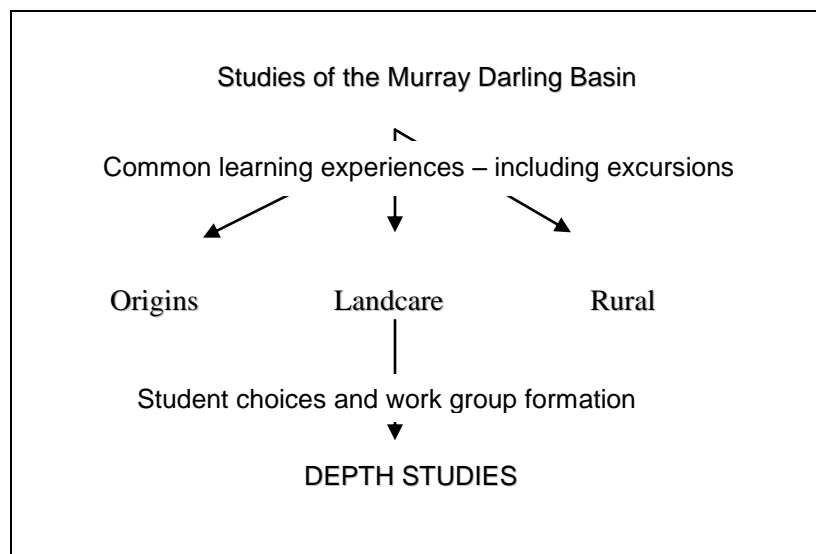 Studies of the Murray Darling Basin
Common learning experiences – including excursions
Origins Landcare Rural
Student choices and work group formation
DEPTH STUDIES